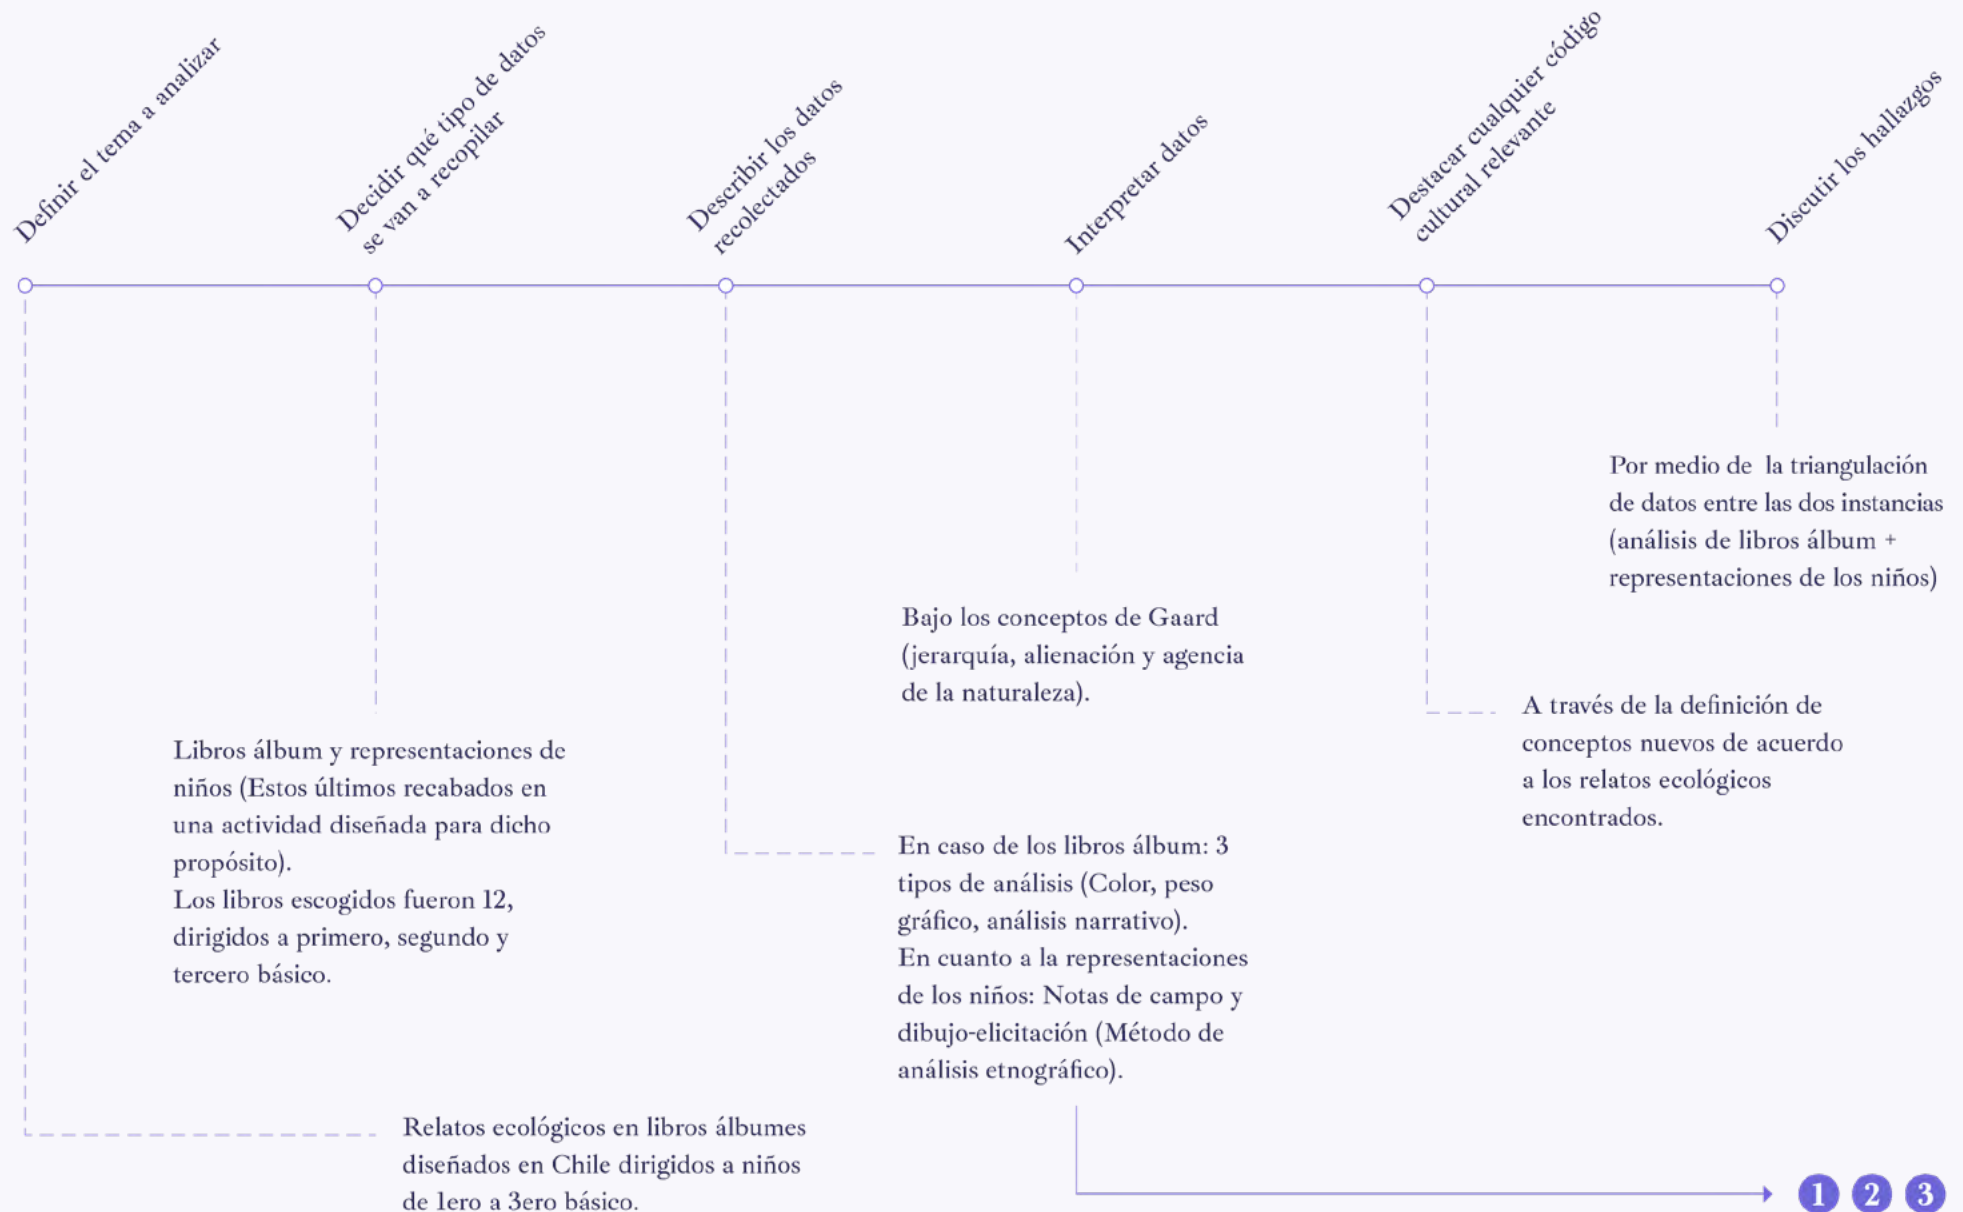 Definir el tema a analizar
Decidir qué tipo de datos
se van a recopilar
Describir los datos
recolectados
Interpretar datos
Destacar cualquier código
cultural relevante
Discutir los hallazgos
Por medio de la triangulación
de datos entre las dos instancias
(análisis de libros álbum +
representaciones de los niños)
Bajo los conceptos de Gaard
(jerarquía, alienación y agencia
de la naturaleza).
A través de la definición de
conceptos nuevos de acuerdo
a los relatos ecológicos
encontrados.
Libros álbum y representaciones de
niños (Estos últimos recabados en
una actividad diseñada para dicho
propósito).
Los libros escogidos fueron 12,
dirigidos a primero, segundo y
tercero básico.
En caso de los libros álbum: 3
tipos de análisis (Color, peso
gráfico, análisis narrativo).
En cuanto a la representaciones
de los niños: Notas de campo y
dibujo-elicitación (Método de
análisis etnográfico).
Relatos ecológicos en libros álbumes
diseñados en Chile dirigidos a niños
de 1ero a 3ero básico.
1 2 3